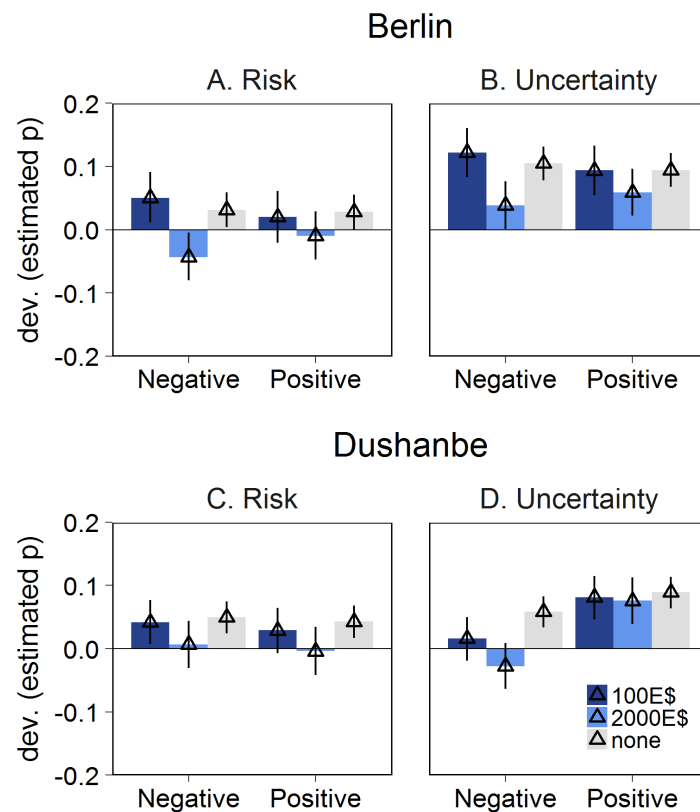 Berlin
A. Risk
B. Uncertainty
dev. (estimated p)
0.2
0.1
0.0
-0.1
-0.2
Negative Positive
Negative Positive
Dushanbe
C. Risk
D. Uncertainty
dev. (estimated p)
0.2
0.1
0.0
-0.1
-0.2
100E$
2000E$
none
Negative Positive
Negative Positive